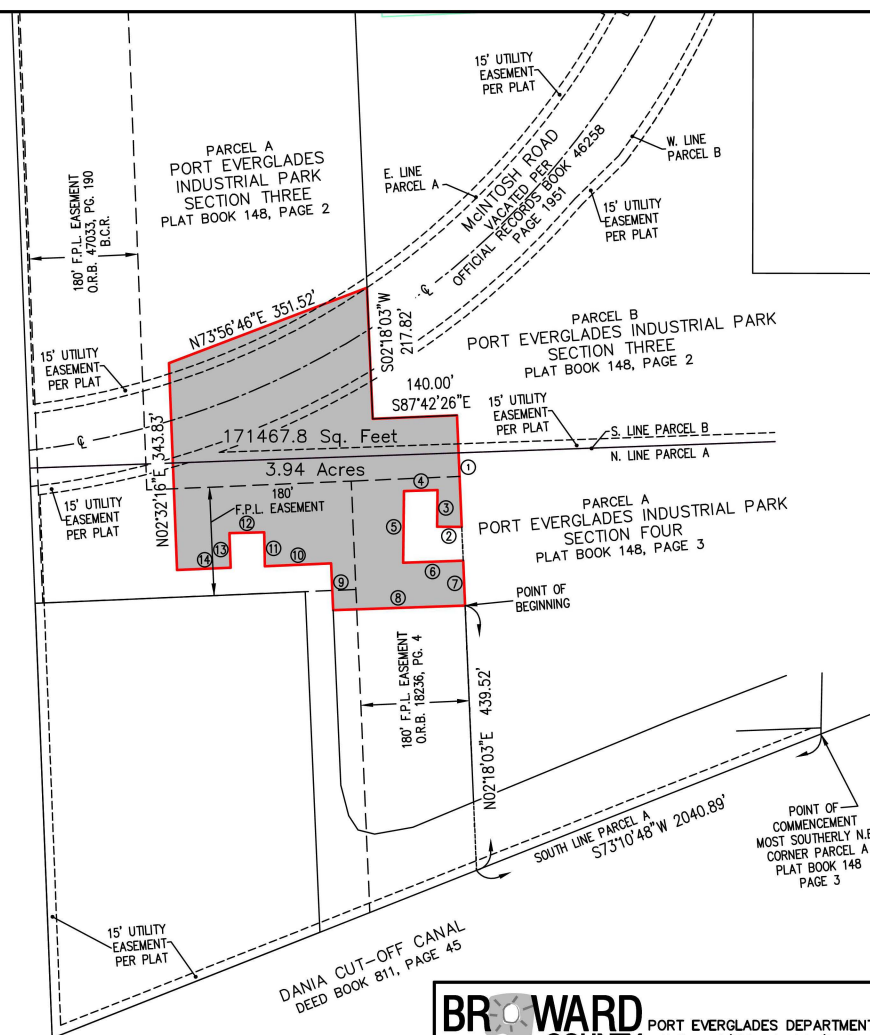 15' UTILITY
EASEMENT
PER PLAT
PARCEL A
PORT EVERGLADES
INDUSTRIAL PARK
SECTION THREE
PLAT BOOK 148, PAGE 2
E. LINE
PARCEL A
McINTOSH ROAD
VACATED PER
OFFICIAL RECORDS BOOK 46258
PAGE 1951
W. LINE
PARCEL B
15' UTILITY
EASEMENT
PER PLAT
180' F.P.L. EASEMENT
O.R.B. 47033, PG. 190
B.C.R.
℄
N73°56'46"E 351.52'
S02°18'03"W
217.82'
PARCEL B
PORT EVERGLADES INDUSTRIAL PARK
SECTION THREE
PLAT BOOK 148, PAGE 2
15' UTILITY
EASEMENT
PER PLAT
140.00'
S87°42'26"E
15' UTILITY
EASEMENT
PER PLAT
S. LINE PARCEL B
N. LINE PARCEL A
℄
N02°32'16"E 343.83'
171467.8 Sq. Feet
3.94 Acres
15' UTILITY
EASEMENT
PER PLAT
180'
F.P.L. EASEMENT
①
②
③
④
⑤
⑥
⑦
⑧
⑨
⑩
⑪
⑫
⑬
⑭
PARCEL A
PORT EVERGLADES INDUSTRIAL PARK
SECTION FOUR
PLAT BOOK 148, PAGE 3
POINT OF
BEGINNING
180' F.P.L. EASEMENT
O.R.B. 18236, PG. 4
N02°18'03"E 439.52'
SOUTH LINE PARCEL A
S73°10'48"W 2040.89'
POINT OF
COMMENCEMENT
MOST SOUTHERLY N.E
CORNER PARCEL A
PLAT BOOK 148
PAGE 3
15' UTILITY
EASEMENT
PER PLAT
DANIA CUT-OFF CANAL
DEED BOOK 811, PAGE 45
BROWARD
PORT EVERGLADES DEPARTMENT